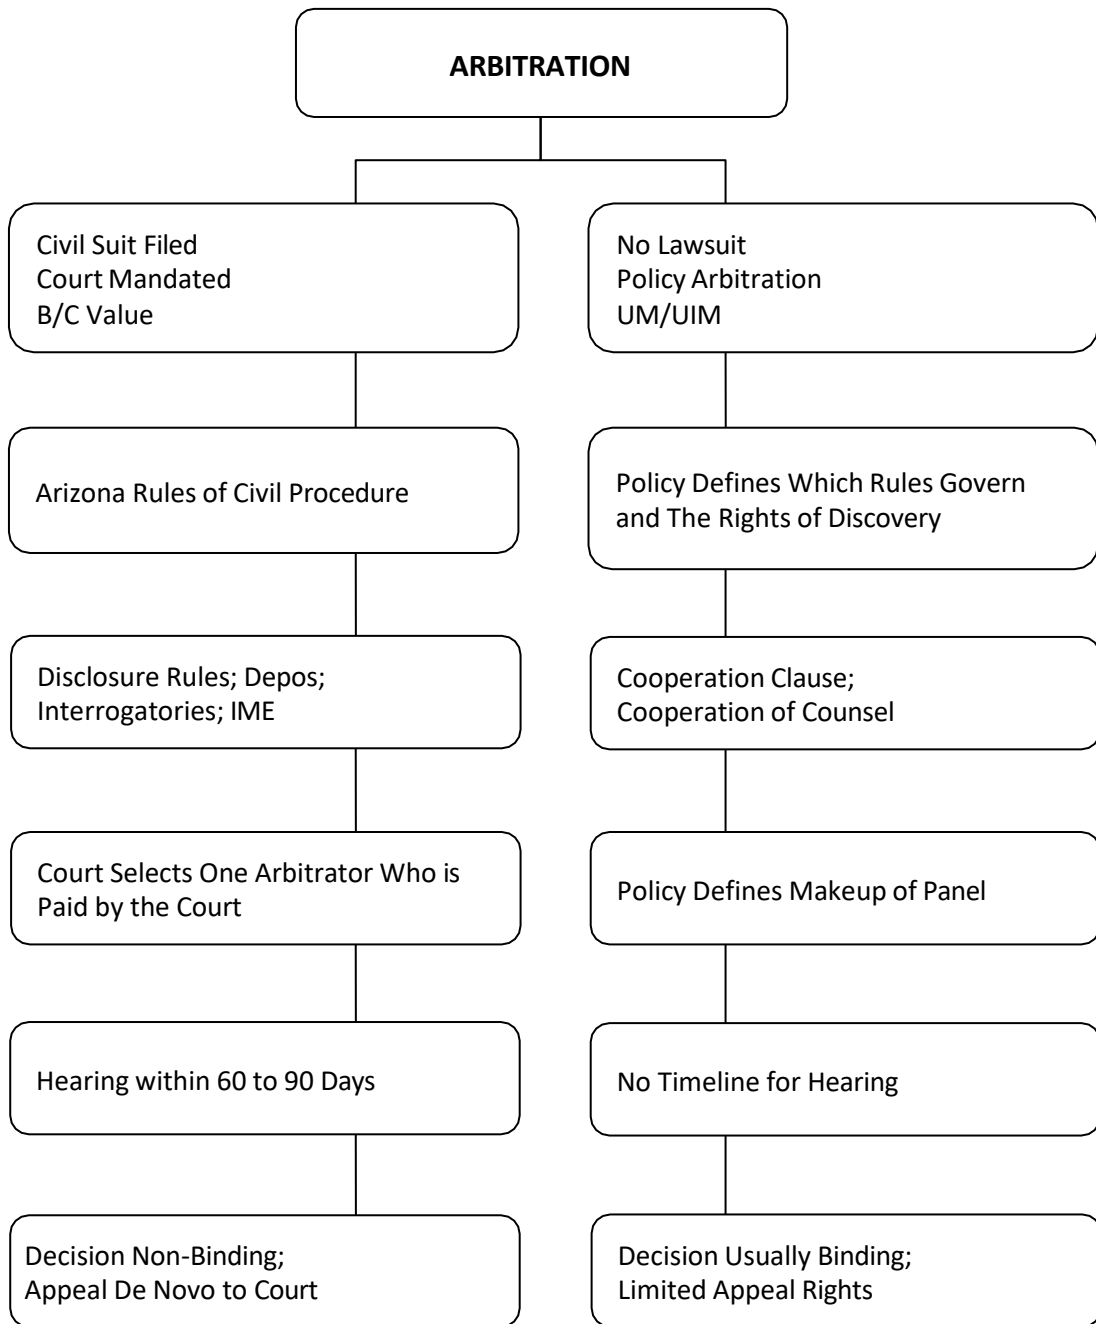 ARBITRATION
Civil Suit Filed
Court Mandated
B/C Value
No Lawsuit
Policy Arbitration
UM/UIM
Arizona Rules of Civil Procedure
Policy Defines Which Rules Govern
and The Rights of Discovery
Disclosure Rules; Depos;
Interrogatories; IME
Cooperation Clause;
Cooperation of Counsel
Court Selects One Arbitrator Who is
Paid by the Court
Policy Defines Makeup of Panel
Hearing within 60 to 90 Days
No Timeline for Hearing
Decision Non-Binding;
Appeal De Novo to Court
Decision Usually Binding;
Limited Appeal Rights